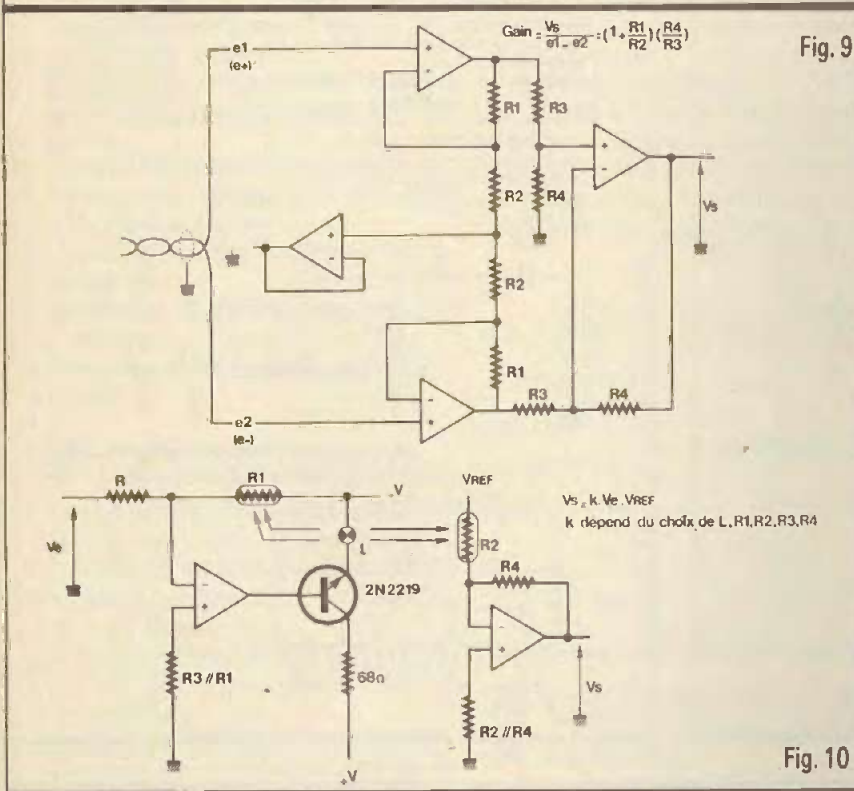 Gain = Vs / e1 - e2 = (1 + R1/R2)(R4/R3)
Fig. 9
e1
(e+)
R1
R3
R2
R4
Vs
R2
R1
R3
R4
e2
(e-)
R
R1
-V
VREF
Vs = k.Ve.VREF
k dépend du choix de L, R1, R2, R3, R4
Ve
L
R2
R4
2N2219
R3 // R1
68Ω
Vs
R2 // R4
+V
Fig. 10
+
-
+
-
+
-
-
+
-
+
-
+